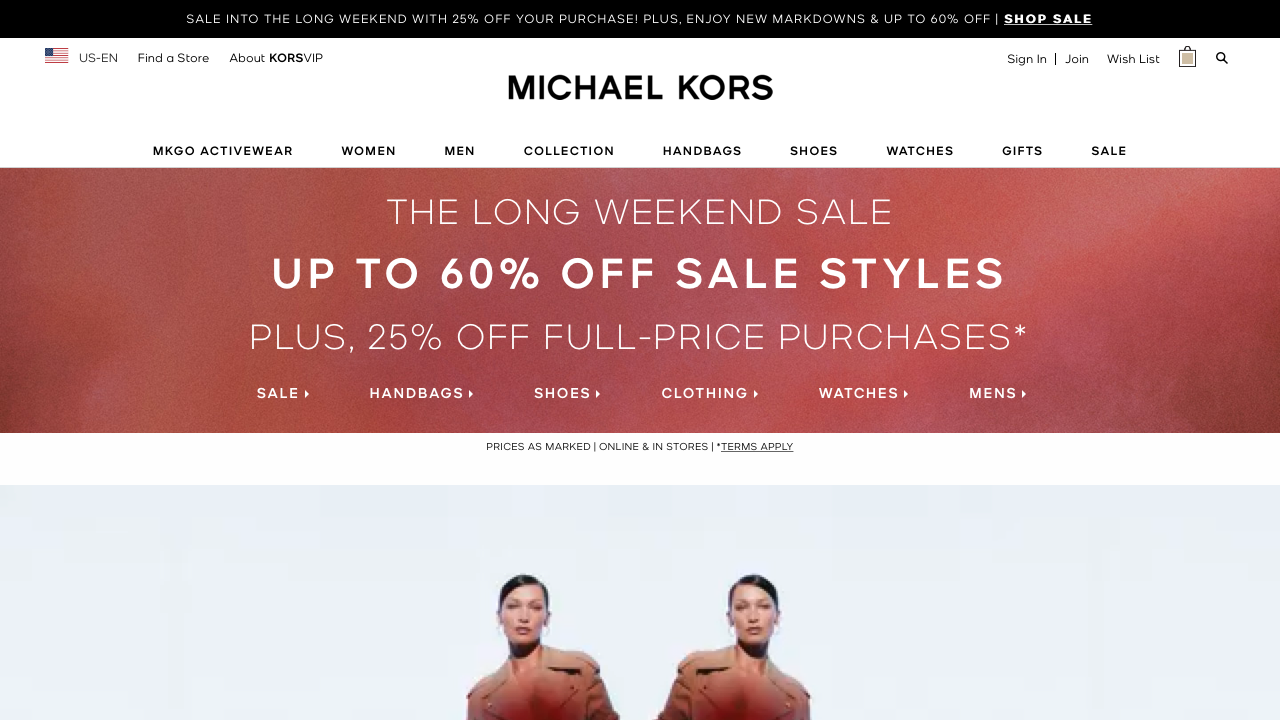 SALE INTO THE LONG WEEKEND WITH 25% OFF YOUR PURCHASE! PLUS, ENJOY NEW MARKDOWNS & UP TO 60% OFF | SHOP SALE
US-EN Find a Store About KORSVIP Sign In | Join Wish List
MICHAEL KORS
MKGO ACTIVEWEAR WOMEN MEN COLLECTION HANDBAGS SHOES WATCHES GIFTS SALE
THE LONG WEEKEND SALE
UP TO 60% OFF SALE STYLES
PLUS, 25% OFF FULL-PRICE PURCHASES*
SALE HANDBAGS SHOES CLOTHING WATCHES MENS
PRICES AS MARKED | ONLINE & IN STORES | *TERMS APPLY